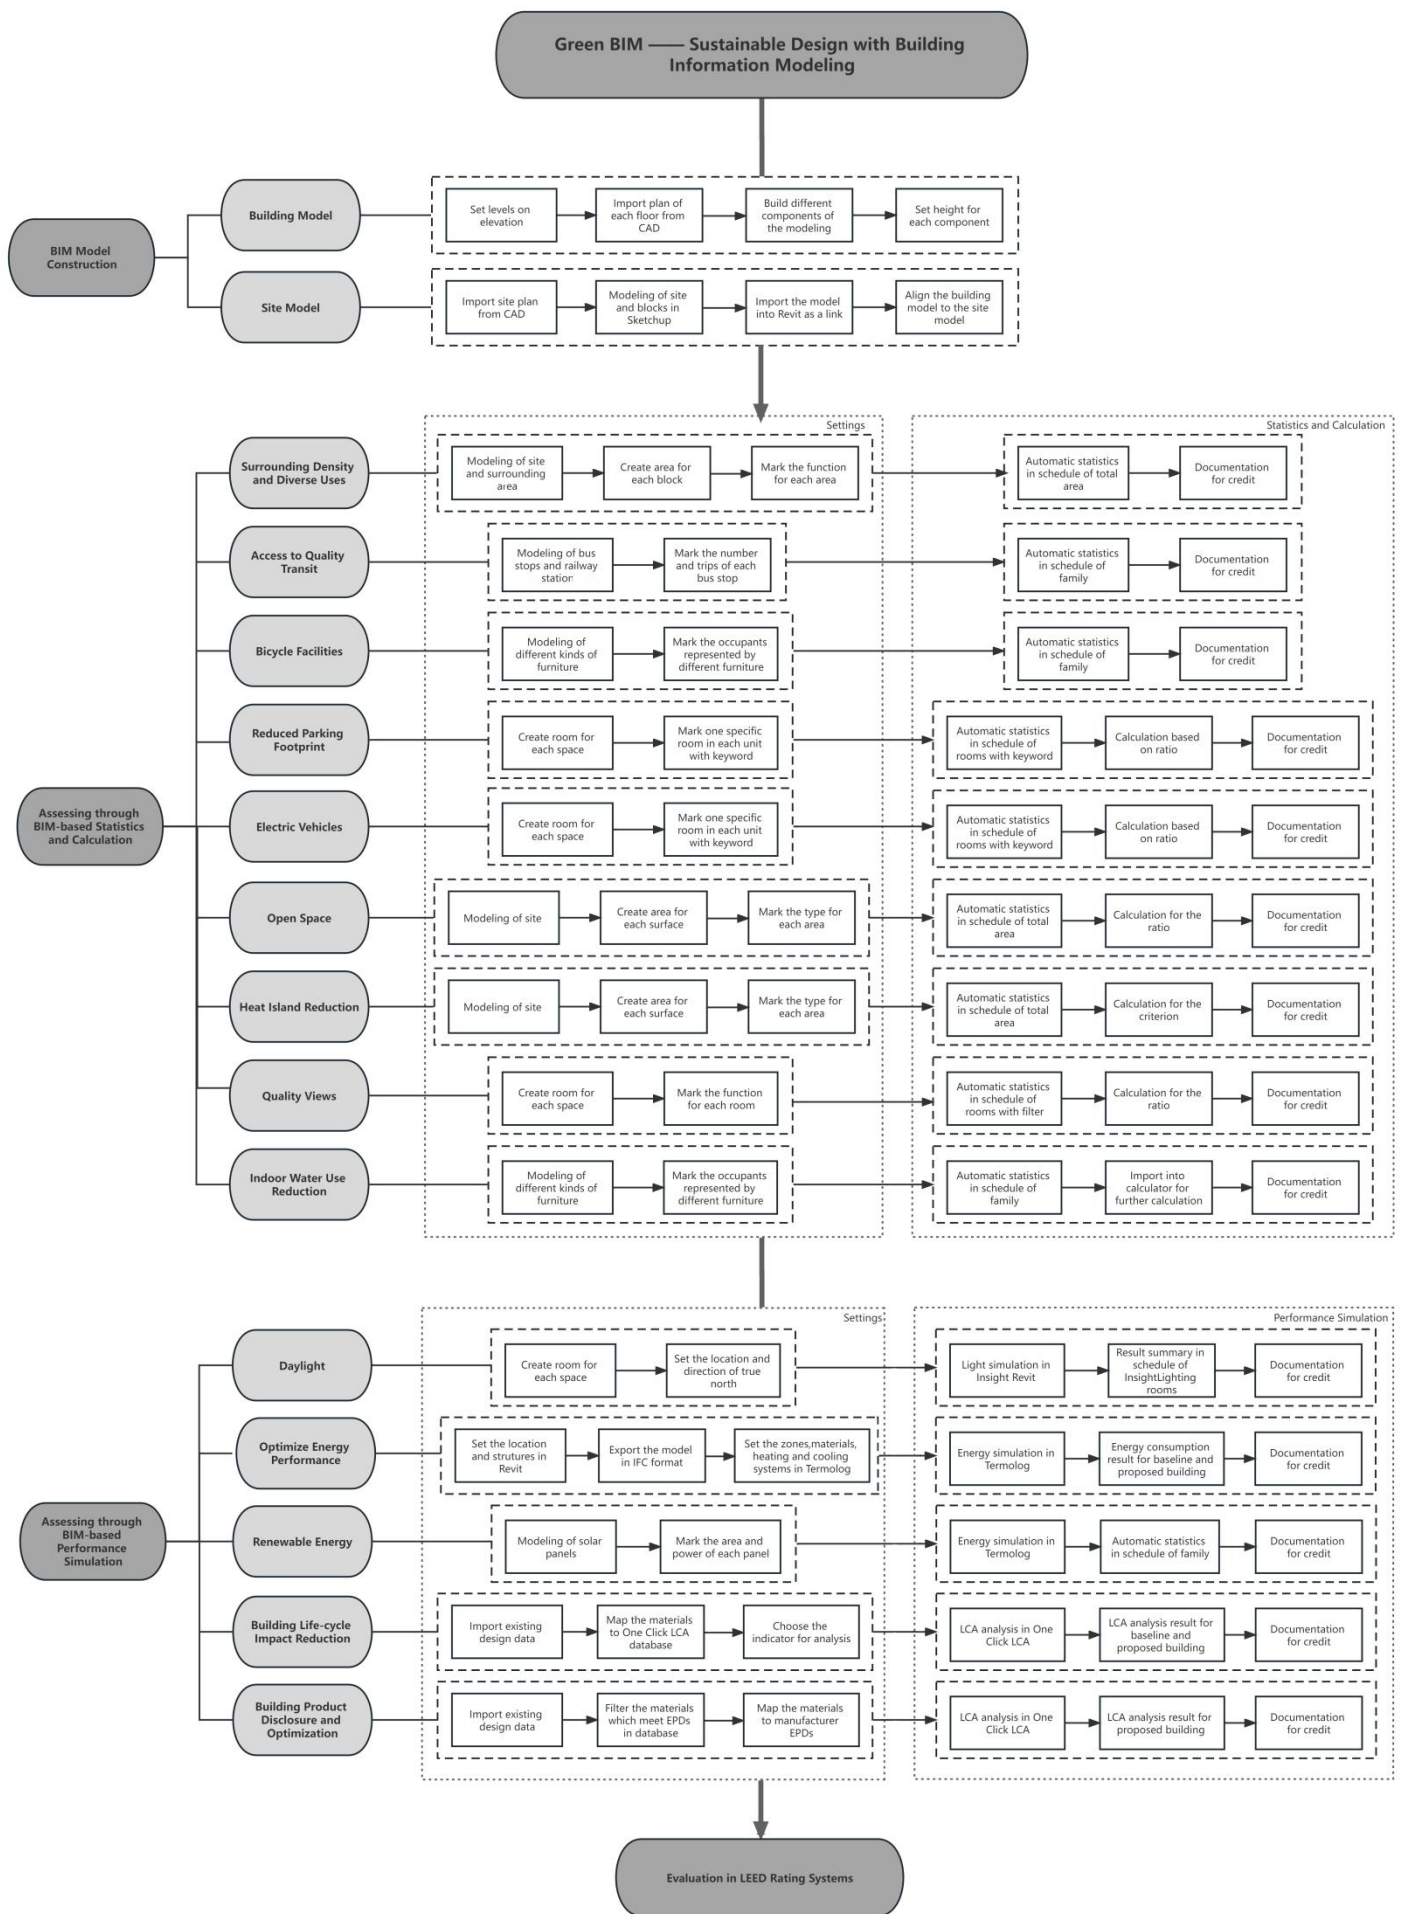 Green BIM —— Sustainable Design with Building
Information Modeling
BIM Model
Construction
Building Model
Set levels on
elevation
Import plan of
each floor from
CAD
Build different
components of
the modeling
Set height for
each component
Site Model
Import site plan
from CAD
Modeling of site
and blocks in
Sketchup
Import the model
into Revit as a link
Align the building
model to the site
model
Assessing through
BIM-based Statistics
and Calculation
Settings
Statistics and Calculation
Surrounding Density
and Diverse Uses
Modeling of site
and surrounding
area
Create area for
each block
Mark the function
for each area
Automatic statistics
in schedule of total
area
Documentation
for credit
Access to Quality
Transit
Modeling of bus
stops and railway
station
Mark the number
and trips of each
bus stop
Automatic statistics
in schedule of
family
Documentation
for credit
Bicycle Facilities
Modeling of
different kinds of
furniture
Mark the occupants
represented by
different furniture
Automatic statistics
in schedule of
family
Documentation
for credit
Reduced Parking
Footprint
Create room for
each space
Mark one specific
room in each unit
with keyword
Automatic statistics
in schedule of
rooms with keyword
Calculation based
on ratio
Documentation
for credit
Electric Vehicles
Create room for
each space
Mark one specific
room in each unit
with keyword
Automatic statistics
in schedule of
rooms with keyword
Calculation based
on ratio
Documentation
for credit
Open Space
Modeling of site
Create area for
each surface
Mark the type for
each area
Automatic statistics
in schedule of total
area
Calculation for the
ratio
Documentation
for credit
Heat Island Reduction
Modeling of site
Create area for
each surface
Mark the type for
each area
Automatic statistics
in schedule of total
area
Calculation for the
criterion
Documentation
for credit
Quality Views
Create room for
each space
Mark the function
for each room
Automatic statistics
in schedule of
rooms with filter
Calculation for the
ratio
Documentation
for credit
Indoor Water Use
Reduction
Modeling of
different kinds of
furniture
Mark the occupants
represented by
different furniture
Automatic statistics
in schedule of
family
Import into
calculator for
further calculation
Documentation
for credit
Assessing through
BIM-based
Performance
Simulation
Settings
Performance Simulation
Daylight
Create room for
each space
Set the location and
direction of true
north
Light simulation in
Insight Revit
Result summary in
schedule of
InsightLighting
rooms
Documentation
for credit
Optimize Energy
Performance
Set the location
and strutures in
Revit
Export the model
in IFC format
Set the zones,materials,
heating and cooling
systems in Termolog
Energy simulation in
Termolog
Energy consumption
result for baseline and
proposed building
Documentation
for credit
Renewable Energy
Modeling of solar
panels
Mark the area and
power of each panel
Energy simulation in
Termolog
Automatic statistics
in schedule of family
Documentation
for credit
Building Life-cycle
Impact Reduction
Import existing
design data
Map the materials
to One Click LCA
database
Choose the
indicator for analysis
LCA analysis in One
Click LCA
LCA analysis result for
baseline and
proposed building
Documentation
for credit
Building Product
Disclosure and
Optimization
Import existing
design data
Filter the materials
which meet EPDs
in database
Map the materials
to manufacturer
EPDs
LCA analysis in One
Click LCA
LCA analysis result for
proposed building
Documentation
for credit
Evaluation in LEED Rating Systems